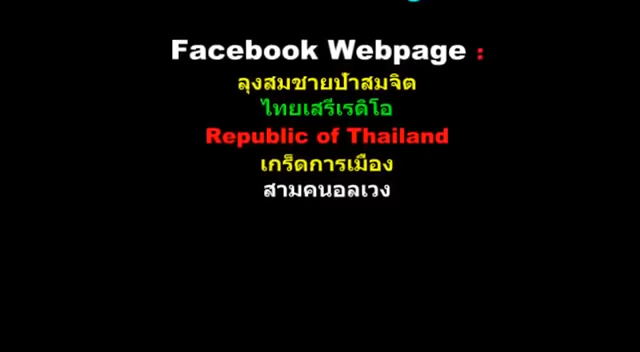 Facebook Webpage :
ลุงสมชายป้าสมจิต
ไทยเสรีเรดิโอ
Republic of Thailand
เกร็ดการเมือง
สามคนอลเวง